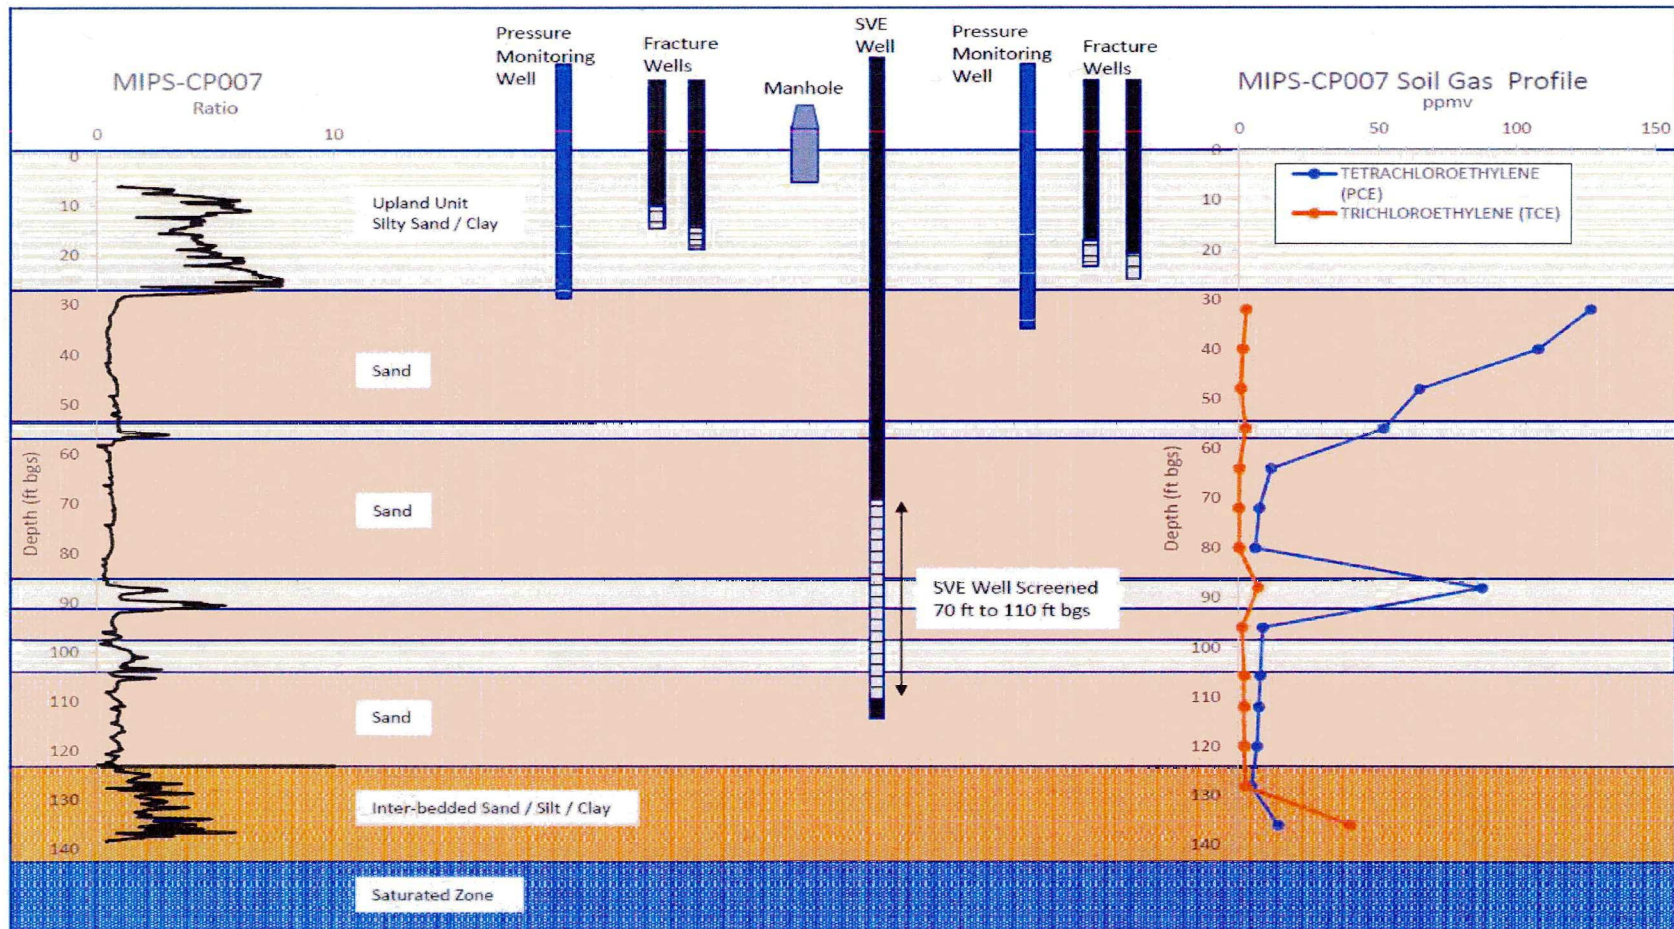 MIPS-CP007
Ratio
0
10
0
10
20
30
40
50
60
70
80
90
100
110
120
130
140
Depth (ft bgs)
Upland Unit
Silty Sand / Clay
Sand
Sand
Sand
Inter-bedded Sand / Silt / Clay
Saturated Zone
Pressure
Monitoring
Well
Fracture
Wells
Manhole
SVE
Well
Pressure
Monitoring
Well
Fracture
Wells
SVE Well Screened
70 ft to 110 ft bgs
MIPS-CP007 Soil Gas Profile
ppmv
0
50
100
150
TETRACHLOROETHYLENE
(PCE)
TRICHLOROETHYLENE (TCE)
0
10
20
30
40
50
60
70
80
90
100
110
120
130
140
Depth (ft bgs)